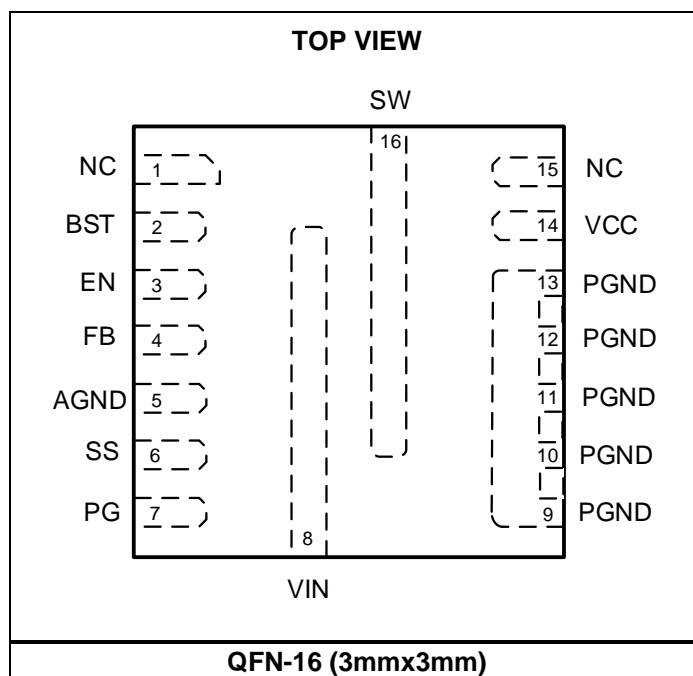 TOP VIEW
SW
16
NC 1 15 NC
BST 2 14 VCC
EN 3 13 PGND
FB 4 12 PGND
AGND 5 11 PGND
SS 6 10 PGND
PG 7 9 PGND
8
VIN
QFN-16 (3mmx3mm)